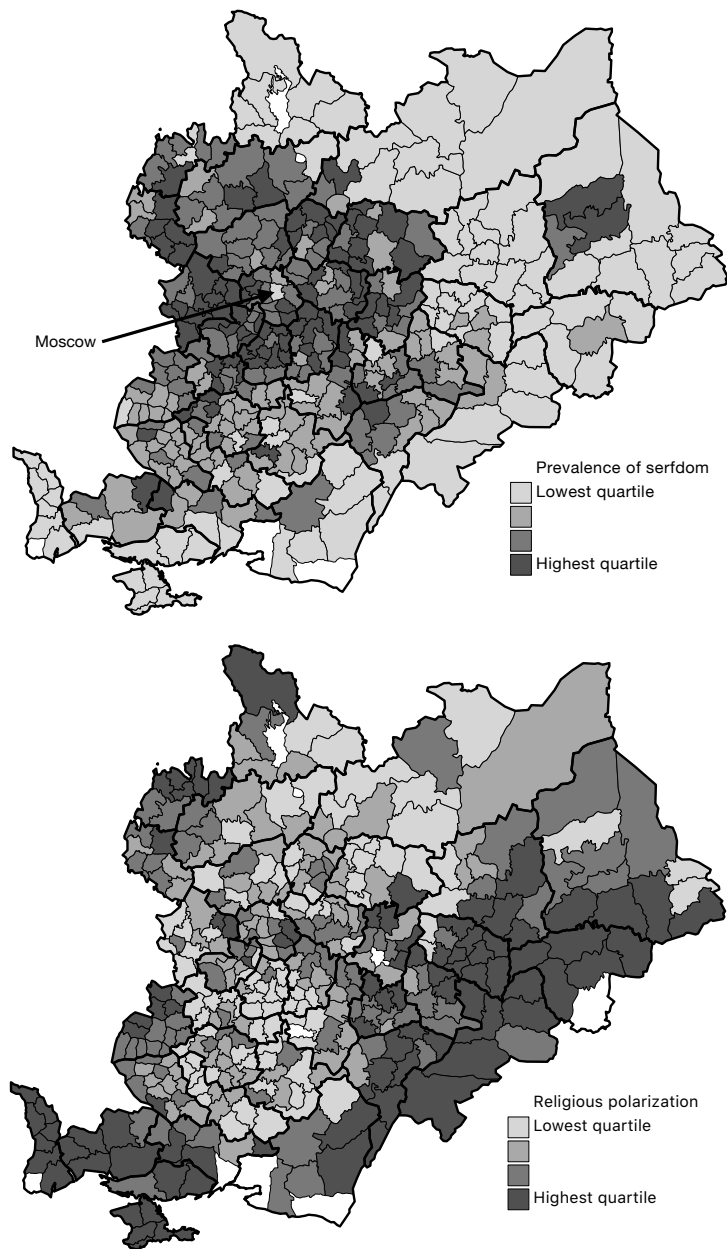 Moscow
Prevalence of serfdom
Lowest quartile
Highest quartile
Religious polarization
Lowest quartile
Highest quartile